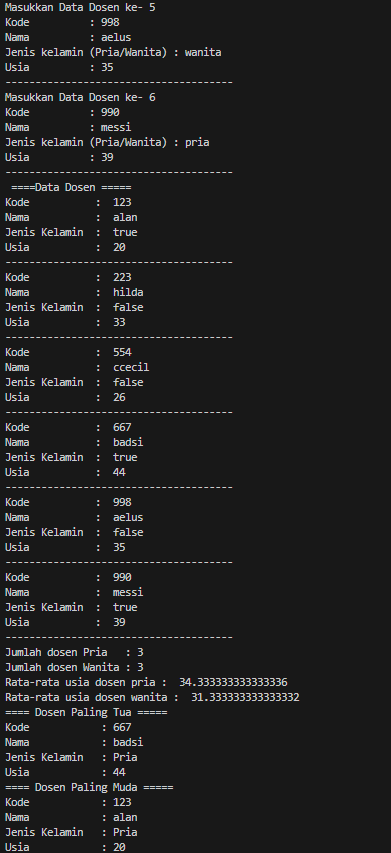 Masukkan Data Dosen ke- 5
Kode          : 998
Nama          : aelus
Jenis kelamin (Pria/Wanita) : wanita
Usia          : 35
--------------------------------------
Masukkan Data Dosen ke- 6
Kode          : 990
Nama          : messi
Jenis kelamin (Pria/Wanita) : pria
Usia          : 39
--------------------------------------
 ====Data Dosen =====
Kode           :  123
Nama           :  alan
Jenis Kelamin  :  true
Usia           :  20
--------------------------------------
Kode           :  223
Nama           :  hilda
Jenis Kelamin  :  false
Usia           :  33
--------------------------------------
Kode           :  554
Nama           :  ccecil
Jenis Kelamin  :  false
Usia           :  26
--------------------------------------
Kode           :  667
Nama           :  badsi
Jenis Kelamin  :  true
Usia           :  44
--------------------------------------
Kode           :  998
Nama           :  aelus
Jenis Kelamin  :  false
Usia           :  35
--------------------------------------
Kode           :  990
Nama           :  messi
Jenis Kelamin  :  true
Usia           :  39
--------------------------------------
Jumlah dosen Pria   : 3
Jumlah dosen Wanita : 3
Rata-rata usia dosen pria :  34.333333333333336
Rata-rata usia dosen wanita :  31.333333333333332
==== Dosen Paling Tua =====
Kode            : 667
Nama            : badsi
Jenis Kelamin   : Pria
Usia            : 44
==== Dosen Paling Muda =====
Kode            : 123
Nama            : alan
Jenis Kelamin   : Pria
Usia            : 20